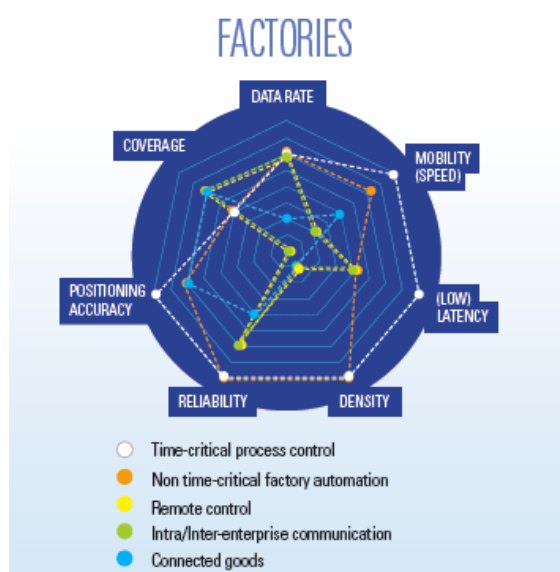 FACTORIES
DATA RATE
COVERAGE
MOBILITY
(SPEED)
POSITIONING
ACCURACY
(LOW)
LATENCY
RELIABILITY
DENSITY
Time-critical process control
Non time-critical factory automation
Remote control
Intra/Inter-enterprise communication
Connected goods